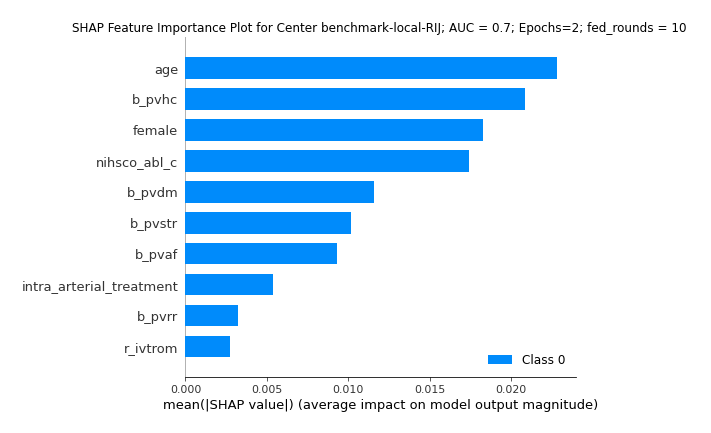 SHAP Feature Importance Plot for Center benchmark-local-RIJ; AUC = 0.7; Epochs=2; fed_rounds = 10
age
b_pvhc
female
nihsco_abl_c
b_pvdm
b_pvstr
b_pvaf
intra_arterial_treatment
b_pvrr
r_ivtrom
Class 0
0.000 0.005 0.010 0.015 0.020
mean(|SHAP value|) (average impact on model output magnitude)